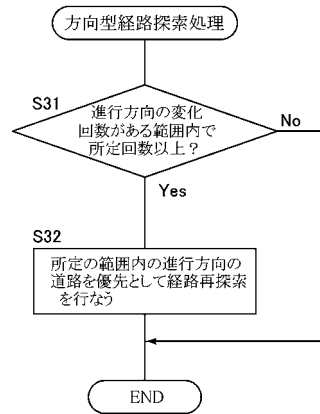 方向型経路探索処理
S31
進行方向の変化
回数がある範囲内で
所定回数以上？
No
Yes
S32
所定の範囲内の進行方向の
道路を優先として経路再探索
を行なう
END